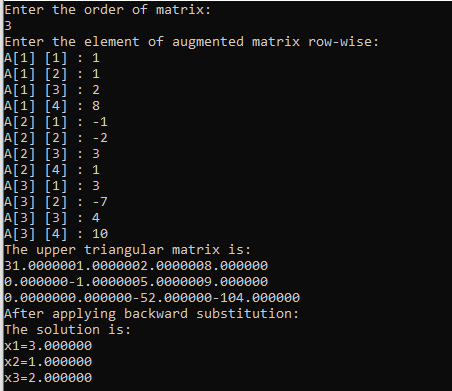 Enter the order of matrix:
3
Enter the element of augmented matrix row-wise:
A[1] [1] : 1
A[1] [2] : 1
A[1] [3] : 2
A[1] [4] : 8
A[2] [1] : -1
A[2] [2] : -2
A[2] [3] : 3
A[2] [4] : 1
A[3] [1] : 3
A[3] [2] : -7
A[3] [3] : 4
A[3] [4] : 10
The upper triangular matrix is:
31.0000001.0000002.0000008.000000
0.000000-1.0000005.0000009.000000
0.0000000.000000-52.000000-104.000000
After applying backward substitution:
The solution is:
x1=3.000000
x2=1.000000
x3=2.000000